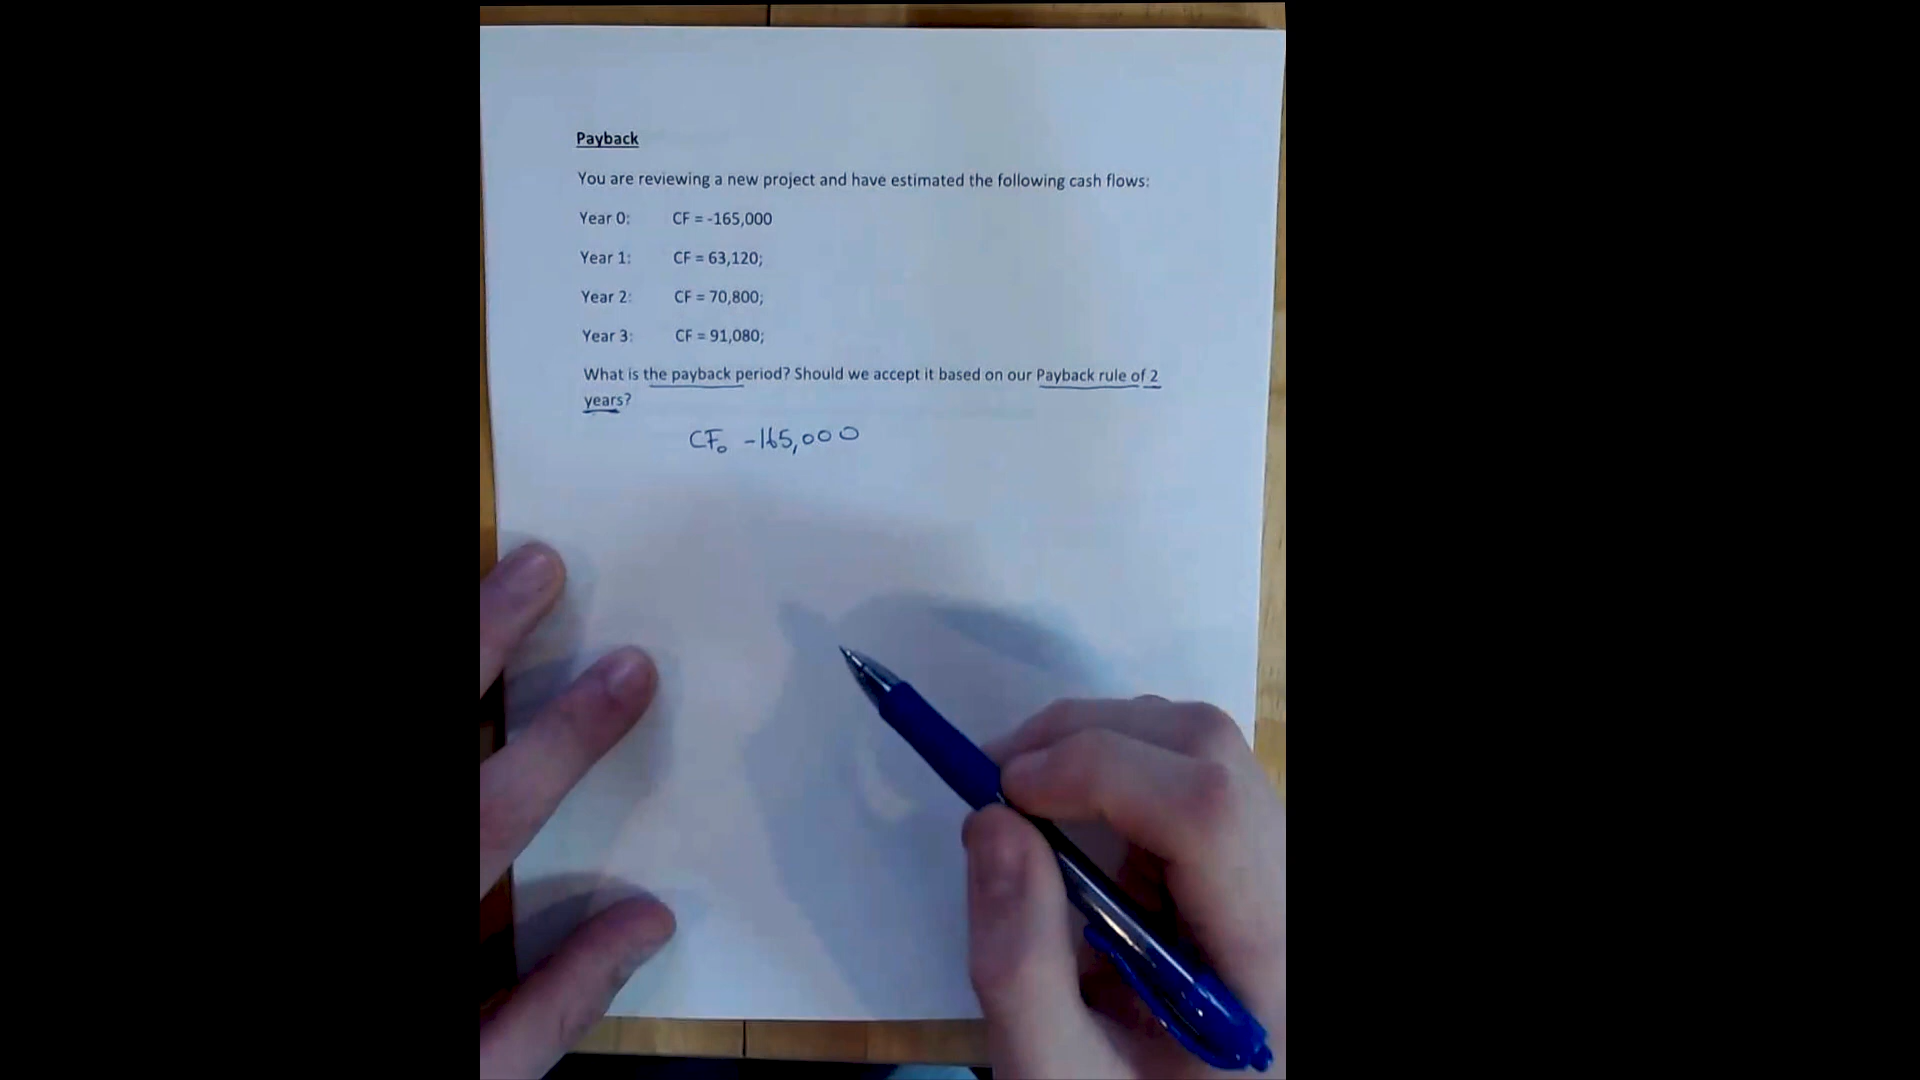 Payback
You are reviewing a new project and have estimated the following cash flows:
Year 0: CF = -165,000
Year 1: CF = 63,120;
Year 2: CF = 70,800;
Year 3: CF = 91,080;
What is the payback period? Should we accept it based on our Payback rule of 2
years?
CF₀ -165,000